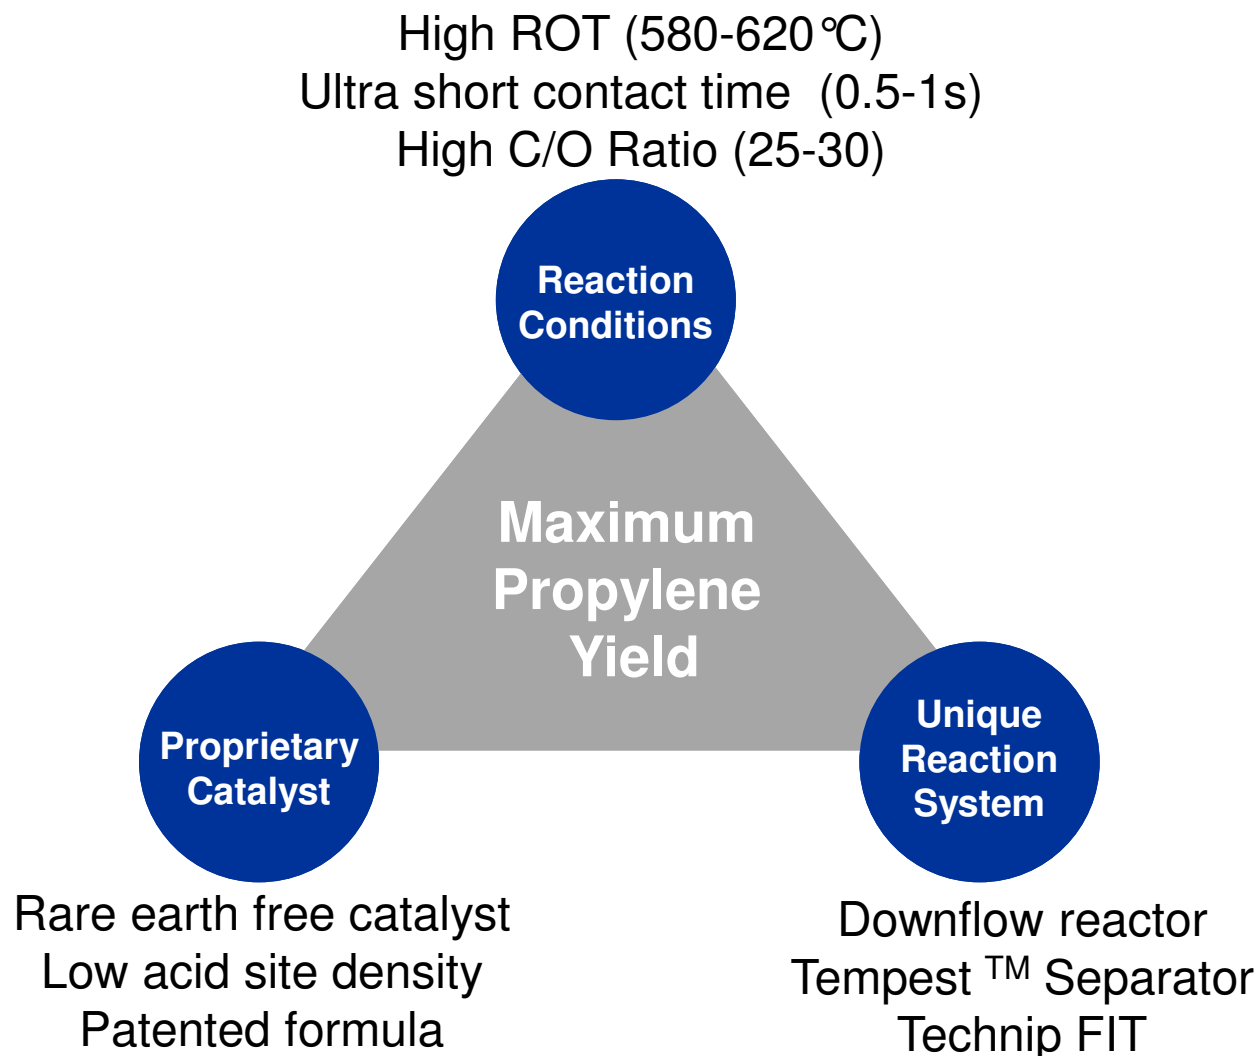 High ROT (580-620℃)
Ultra short contact time  (0.5-1s)
High C/O Ratio (25-30)
Reaction
Conditions
Maximum
Propylene
Yield
Proprietary
Catalyst
Unique
Reaction
System
Rare earth free catalyst
Low acid site density
Patented formula
Downflow reactor
Tempest ™ Separator
Technip FIT